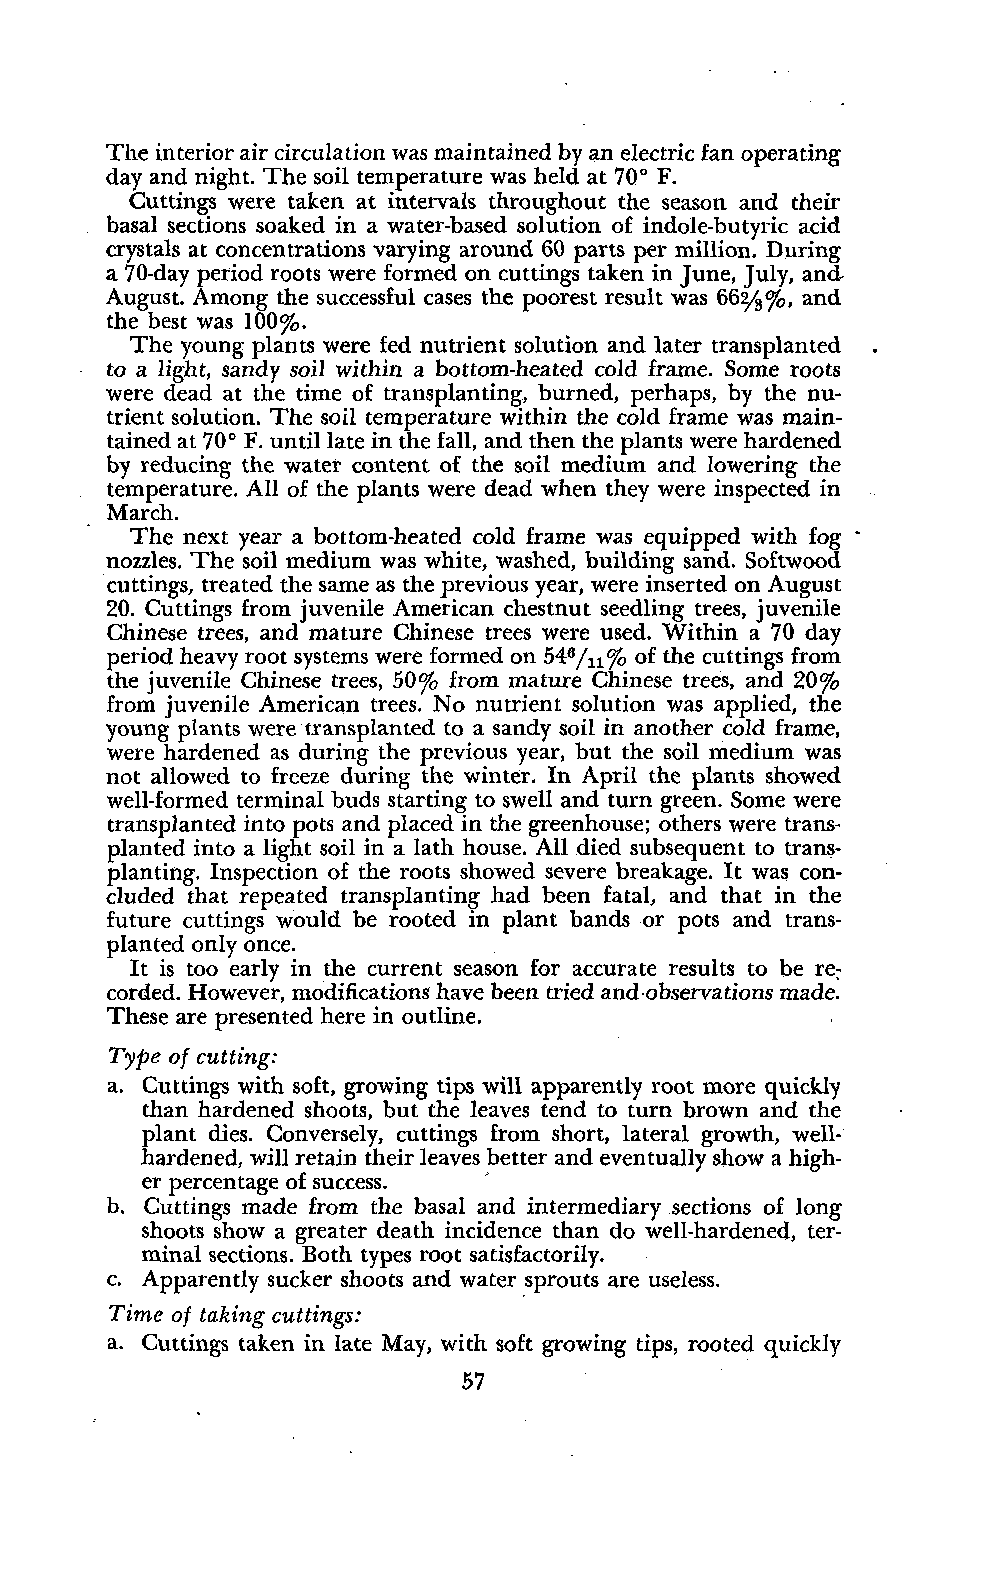 The interior air circulation was maintained by an electric fan operating
day and night. The soil temperature was held at 70° F.
Cuttings were taken at intervals throughout the season and their
basal sections soaked in a water-based solution of indole-butyric acid
crystals at concentrations varying around 60 parts per million. During
a 70-day period roots were formed on cuttings taken in June, July, and
August. Among the successful cases the poorest result was 66⅔%, and
the best was 100%.
The young plants were fed nutrient solution and later transplanted
to a light, sandy soil within a bottom-heated cold frame. Some roots
were dead at the time of transplanting, burned, perhaps, by the nu-
trient solution. The soil temperature within the cold frame was main-
tained at 70° F. until late in the fall, and then the plants were hardened
by reducing the water content of the soil medium and lowering the
temperature. All of the plants were dead when they were inspected in
March.
The next year a bottom-heated cold frame was equipped with fog
nozzles. The soil medium was white, washed, building sand. Softwood
cuttings, treated the same as the previous year, were inserted on August
20. Cuttings from juvenile American chestnut seedling trees, juvenile
Chinese trees, and mature Chinese trees were used. Within a 70 day
period heavy root systems were formed on 54⁶/₁₁% of the cuttings from
the juvenile Chinese trees, 50% from mature Chinese trees, and 20%
from juvenile American trees. No nutrient solution was applied, the
young plants were transplanted to a sandy soil in another cold frame,
were hardened as during the previous year, but the soil medium was
not allowed to freeze during the winter. In April the plants showed
well-formed terminal buds starting to swell and turn green. Some were
transplanted into pots and placed in the greenhouse; others were trans-
planted into a light soil in a lath house. All died subsequent to trans-
planting. Inspection of the roots showed severe breakage. It was con-
cluded that repeated transplanting had been fatal, and that in the
future cuttings would be rooted in plant bands or pots and trans-
planted only once.
It is too early in the current season for accurate results to be re-
corded. However, modifications have been tried and observations made.
These are presented here in outline.
Type of cutting:
a. Cuttings with soft, growing tips will apparently root more quickly
than hardened shoots, but the leaves tend to turn brown and the
plant dies. Conversely, cuttings from short, lateral growth, well-
hardened, will retain their leaves better and eventually show a high-
er percentage of success.
b. Cuttings made from the basal and intermediary sections of long
shoots show a greater death incidence than do well-hardened, ter-
minal sections. Both types root satisfactorily.
c. Apparently sucker shoots and water sprouts are useless.
Time of taking cuttings:
a. Cuttings taken in late May, with soft growing tips, rooted quickly
57